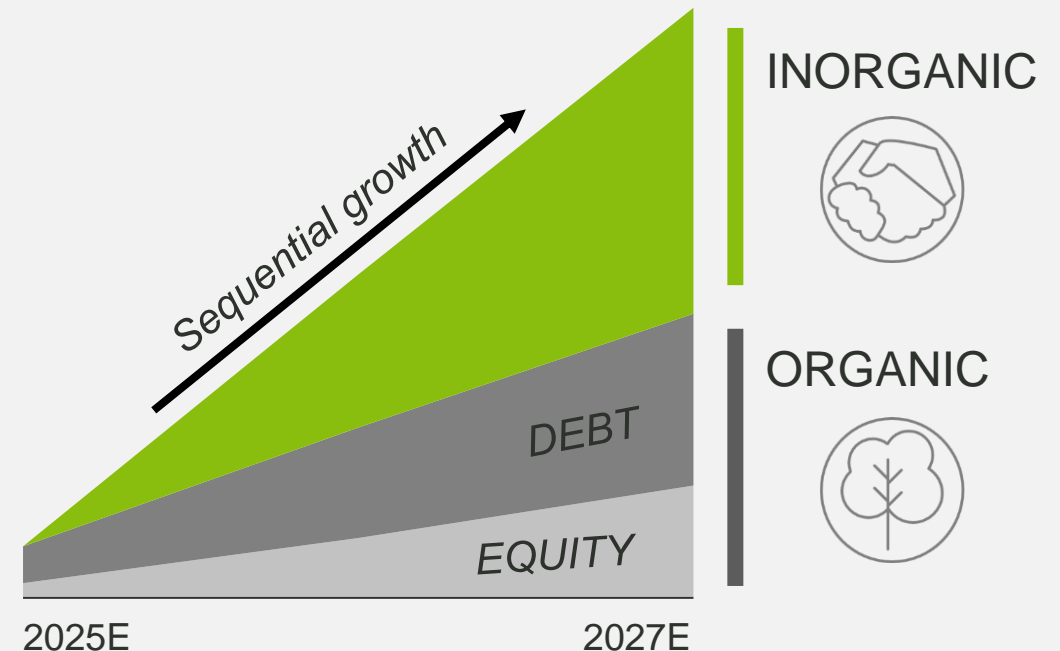 Sequential growth
INORGANIC
ORGANIC
DEBT
EQUITY
2025E
2027E